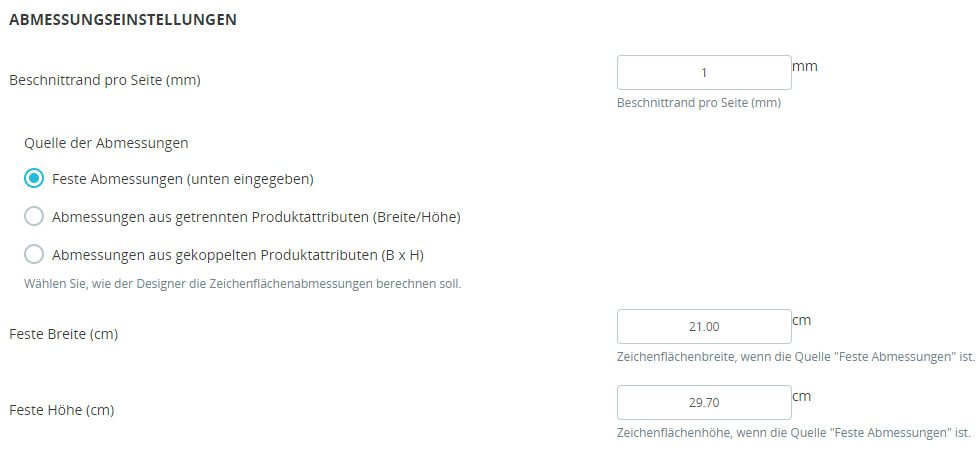 ABMESSUNGSEINSTELLUNGEN
Beschnittrand pro Seite (mm)
1
mm
Beschnittrand pro Seite (mm)
Quelle der Abmessungen
Feste Abmessungen (unten eingegeben)
Abmessungen aus getrennten Produktattributen (Breite/Höhe)
Abmessungen aus gekoppelten Produktattributen (B x H)
Wählen Sie, wie der Designer die Zeichenflächenabmessungen berechnen soll.
Feste Breite (cm)
21.00
cm
Zeichenflächenbreite, wenn die Quelle "Feste Abmessungen" ist.
Feste Höhe (cm)
29.70
cm
Zeichenflächenhöhe, wenn die Quelle "Feste Abmessungen" ist.